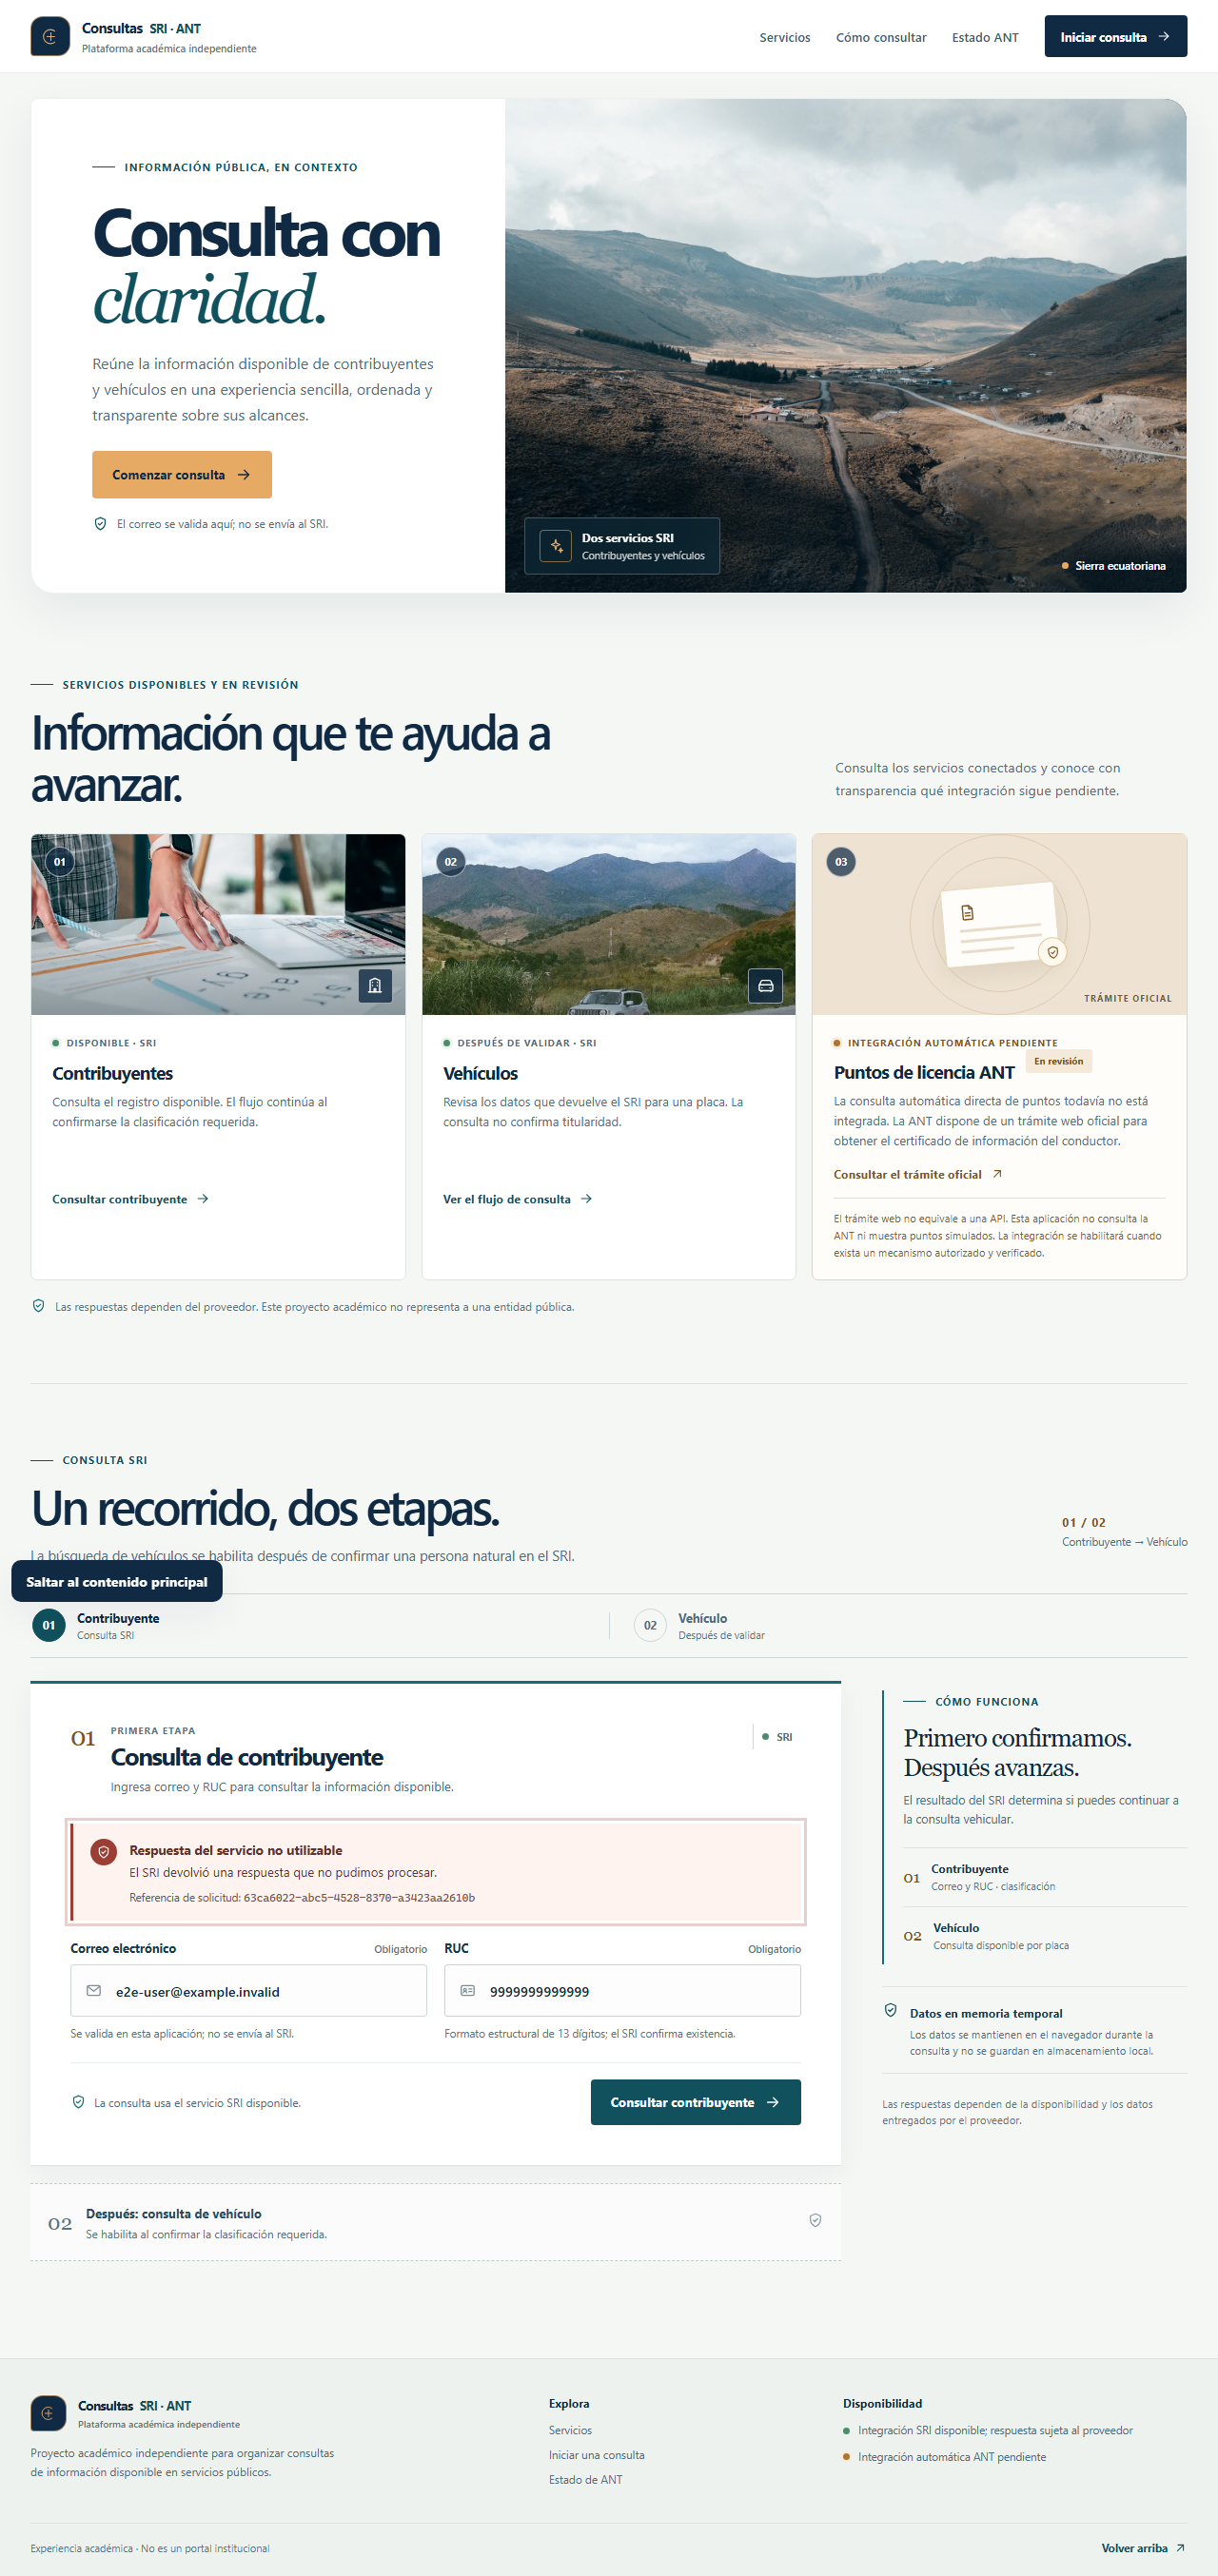 Consultas SRI · ANT
Plataforma académica independiente
Servicios
Cómo consultar
Estado ANT
Iniciar consulta
INFORMACIÓN PÚBLICA, EN CONTEXTO
Consulta con
claridad.
Reúne la información disponible de contribuyentes
y vehículos en una experiencia sencilla, ordenada y
transparente sobre sus alcances.
Comenzar consulta
El correo se valida aquí; no se envía al SRI.
Dos servicios SRI
Contribuyentes y vehículos
Sierra ecuatoriana
SERVICIOS DISPONIBLES Y EN REVISIÓN
Información que te ayuda a
avanzar.
Consulta los servicios conectados y conoce con
transparencia qué integración sigue pendiente.
01
DISPONIBLE · SRI
Contribuyentes
Consulta el registro disponible. El flujo continúa al
confirmarse la clasificación requerida.
Consultar contribuyente
02
DESPUÉS DE VALIDAR · SRI
Vehículos
Revisa los datos que devuelve el SRI para una placa. La
consulta no confirma titularidad.
Ver el flujo de consulta
03
TRÁMITE OFICIAL
INTEGRACIÓN AUTOMÁTICA PENDIENTE
Puntos de licencia ANT
En revisión
La consulta automática directa de puntos todavía no está
integrada. La ANT dispone de un trámite web oficial para
obtener el certificado de información del conductor.
Consultar el trámite oficial
El trámite web no equivale a una API. Esta aplicación no consulta la
ANT ni muestra puntos simulados. La integración se habilitará cuando
exista un mecanismo autorizado y verificado.
Las respuestas dependen del proveedor. Este proyecto académico no representa a una entidad pública.
CONSULTA SRI
Un recorrido, dos etapas.
La búsqueda de vehículos se habilita después de confirmar una persona natural en el SRI.
01 / 02
Contribuyente → Vehículo
Saltar al contenido principal
01
Contribuyente
Consulta SRI
02
Vehículo
Después de validar
01
PRIMERA ETAPA
Consulta de contribuyente
Ingresa correo y RUC para consultar la información disponible.
SRI
Respuesta del servicio no utilizable
El SRI devolvió una respuesta que no pudimos procesar.
Referencia de solicitud: 63ca6022-abc5-4528-8370-a3423aa2610b
Correo electrónico
Obligatorio
e2e-user@example.invalid
Se valida en esta aplicación; no se envía al SRI.
RUC
Obligatorio
9999999999999
Formato estructural de 13 dígitos; el SRI confirma existencia.
La consulta usa el servicio SRI disponible.
Consultar contribuyente
02
Después: consulta de vehículo
Se habilita al confirmar la clasificación requerida.
CÓMO FUNCIONA
Primero confirmamos.
Después avanzas.
El resultado del SRI determina si puedes continuar a
la consulta vehicular.
01
Contribuyente
Correo y RUC · clasificación
02
Vehículo
Consulta disponible por placa
Datos en memoria temporal
Los datos se mantienen en el navegador durante la
consulta y no se guardan en almacenamiento local.
Las respuestas dependen de la disponibilidad y los datos
entregados por el proveedor.
Consultas SRI · ANT
Plataforma académica independiente
Proyecto académico independiente para organizar consultas
de información disponible en servicios públicos.
Explora
Servicios
Iniciar una consulta
Estado de ANT
Disponibilidad
Integración SRI disponible; respuesta sujeta al proveedor
Integración automática ANT pendiente
Experiencia académica · No es un portal institucional
Volver arriba